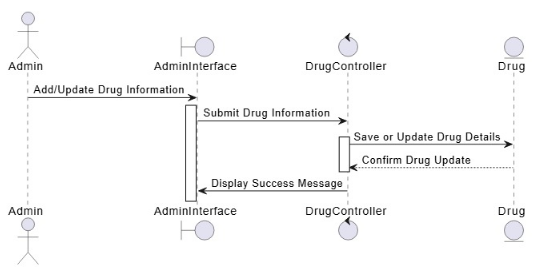 Admin
AdminInterface
DrugController
Drug
Add/Update Drug Information
Submit Drug Information
Save or Update Drug Details
Confirm Drug Update
Display Success Message
Admin
AdminInterface
DrugController
Drug